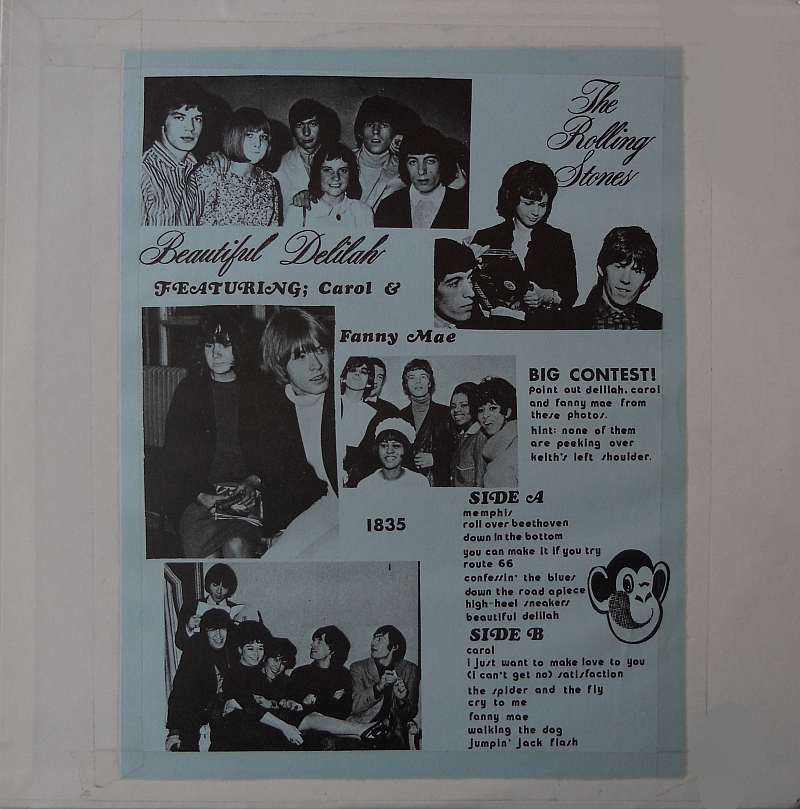 The
Rolling
Stones
Beautiful Delilah
FEATURING; Carol &
Fanny Mae
BIG CONTEST!
point out delilah, carol
and fanny mae from
these photos.
hint: none of them
are peeking over
keith's left shoulder.
1835
SIDE A
memphis
roll over beethoven
down in the bottom
you can make it if you try
route 66
confessin' the blues
down the road apiece
high-heel sneakers
beautiful delilah
SIDE B
carol
i just want to make love to you
(i can't get no) satisfaction
the spider and the fly
cry to me
fanny mae
walking the dog
jumpin' jack flash